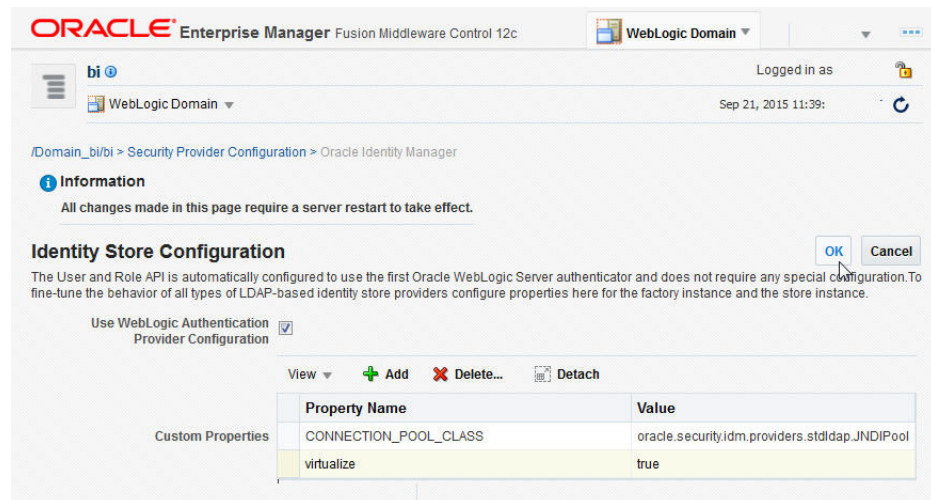 ORACLE Enterprise Manager Fusion Middleware Control 12c
WebLogic Domain
bi
Logged in as
WebLogic Domain
Sep 21, 2015 11:39:
/Domain_bi/bi > Security Provider Configuration > Oracle Identity Manager
Information
All changes made in this page require a server restart to take effect.
Identity Store Configuration
OK
Cancel
The User and Role API is automatically configured to use the first Oracle WebLogic Server authenticator and does not require any special configuration.To
fine-tune the behavior of all types of LDAP-based identity store providers configure properties here for the factory instance and the store instance.
Use WebLogic Authentication
Provider Configuration
View
Add
Delete...
Detach
Property Name
Value
Custom Properties
CONNECTION_POOL_CLASS
oracle.security.idm.providers.stdldap.JNDIPool
virtualize
true